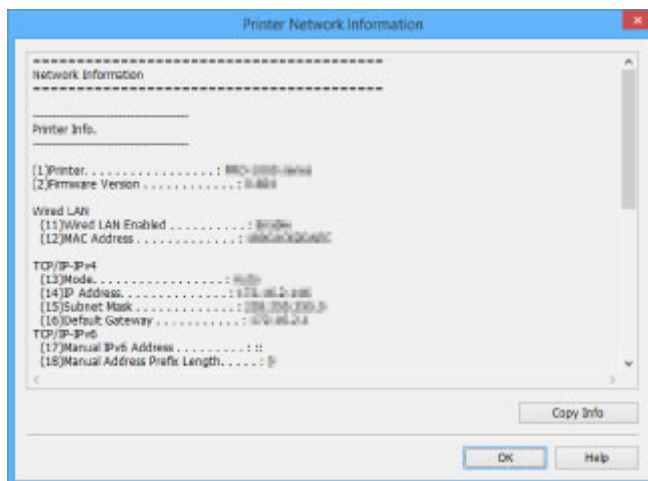 Printer Network Information
=========================================
Network Information
=========================================
-----------------------------
Printer Info.
-----------------------------
(1)Printer. . . . . . . . . . . . . . . . . :
(2)Firmware Version . . . . . . . . . . . . :
Wired LAN
(11)Wired LAN Enabled . . . . . . . . . . :
(12)MAC Address . . . . . . . . . . . . . :
TCP/IP-IPv4
(13)Mode. . . . . . . . . . . . . . . . . :
(14)IP Address. . . . . . . . . . . . . . :
(15)Subnet Mask . . . . . . . . . . . . . :
(16)Default Gateway . . . . . . . . . . . :
TCP/IP-IPv6
(17)Manual IPv6 Address . . . . . . . . . : ::
(18)Manual Address Prefix Length. . . . . :
Copy Info
OK
Help